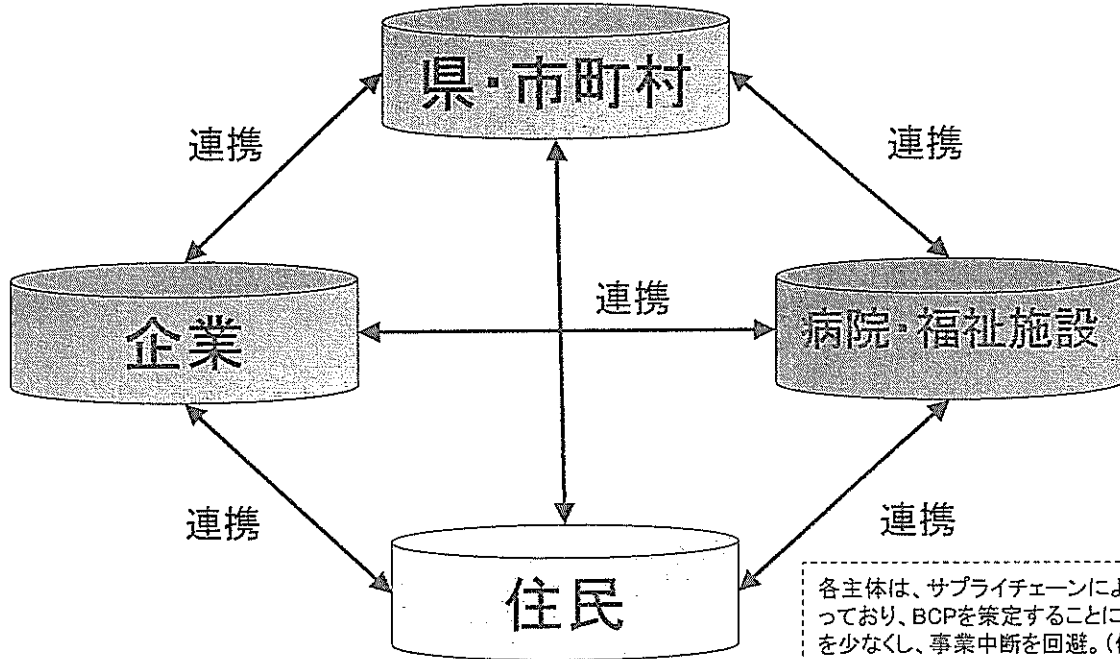 県・市町村
連携
連携
企業
連携
病院・福祉施設
連携
連携
住民
各主体は、サプライチェーンによ
っており、BCPを策定することに
を少なくし、事業中断を回避。(